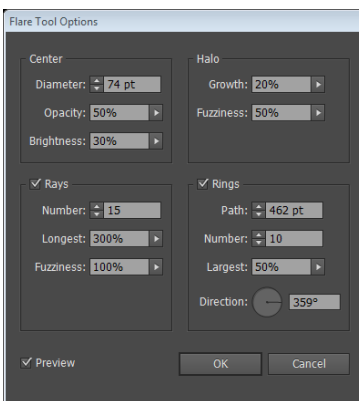 Flare Tool Options
Center
Diameter: 74 pt
Opacity: 50%
Brightness: 30%
Halo
Growth: 20%
Fuzziness: 50%
Rays
Number: 15
Longest: 300%
Fuzziness: 100%
Rings
Path: 462 pt
Number: 10
Largest: 50%
Direction: 359°
Preview
OK
Cancel